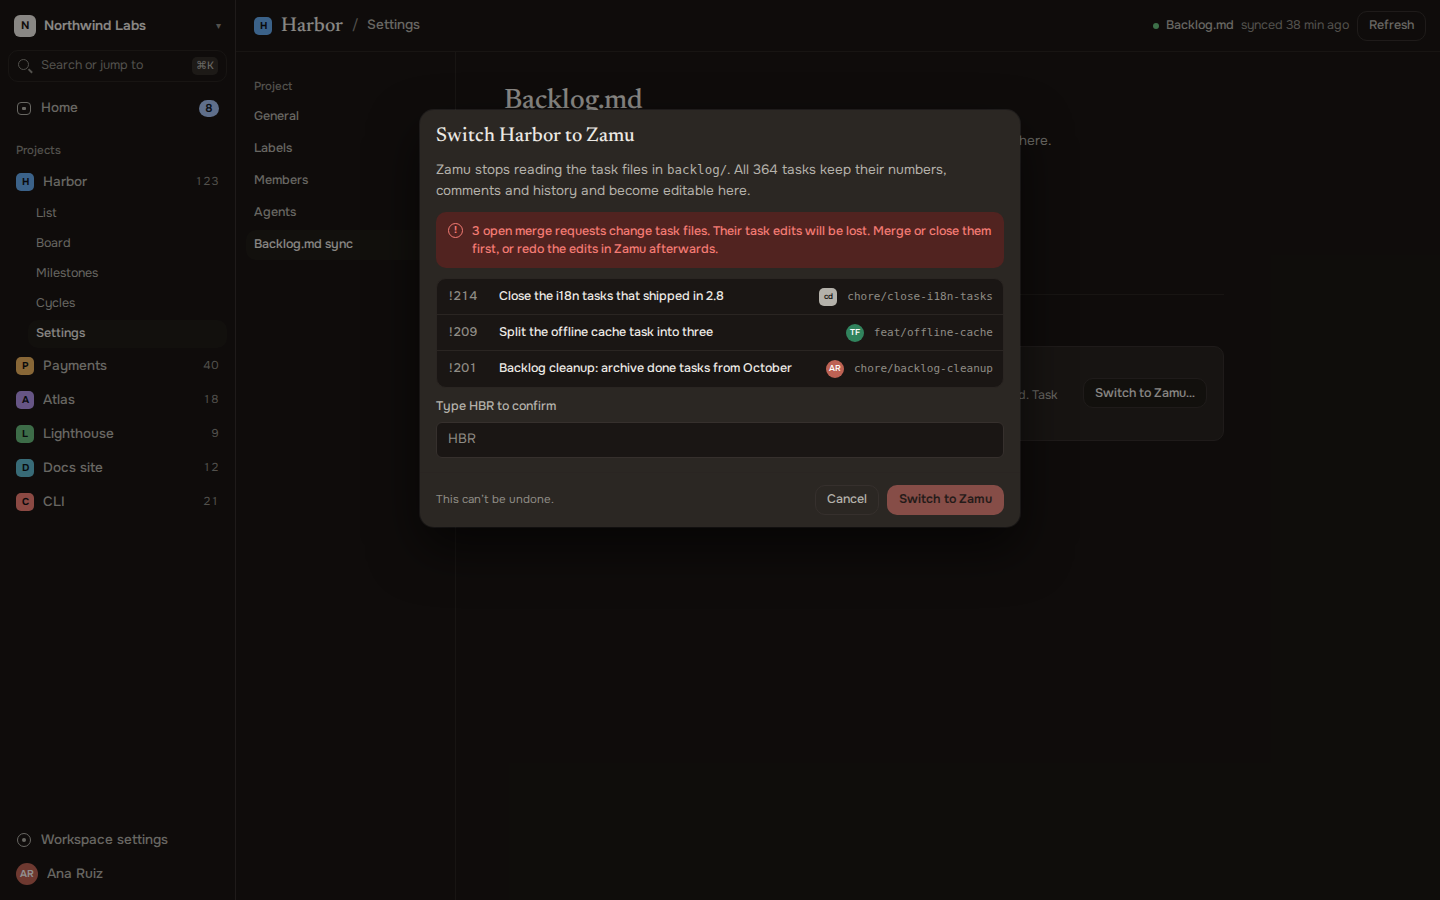 N Northwind Labs
Search or jump to ⌘K
Home 8
Projects
H Harbor 123
List
Board
Milestones
Cycles
Settings
P Payments 40
A Atlas 18
L Lighthouse 9
D Docs site 12
C CLI 21
Workspace settings
AR Ana Ruiz
H Harbor / Settings
Backlog.md synced 38 min ago Refresh
Project
General
Labels
Members
Agents
Backlog.md sync
Backlog.md
here.
d. Task
Switch to Zamu...
Switch Harbor to Zamu
Zamu stops reading the task files in backlog/. All 364 tasks keep their numbers,
comments and history and become editable here.
3 open merge requests change task files. Their task edits will be lost. Merge or close them
first, or redo the edits in Zamu afterwards.
!214 Close the i18n tasks that shipped in 2.8 cd chore/close-i18n-tasks
!209 Split the offline cache task into three TF feat/offline-cache
!201 Backlog cleanup: archive done tasks from October AR chore/backlog-cleanup
Type HBR to confirm
HBR
This can't be undone.
Cancel
Switch to Zamu